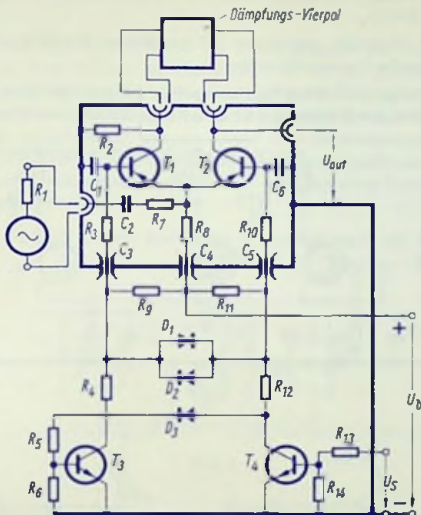 Dämpfungs-Vierpol
R2
T1
T2
C1
C6
Uout
R1
R3
C2
R7
R8
R10
C3
C4
C5
R9
R11
+
D1
D2
R4
R12
D3
Ub
R5
T3
T4
R13
R6
R14
US
−